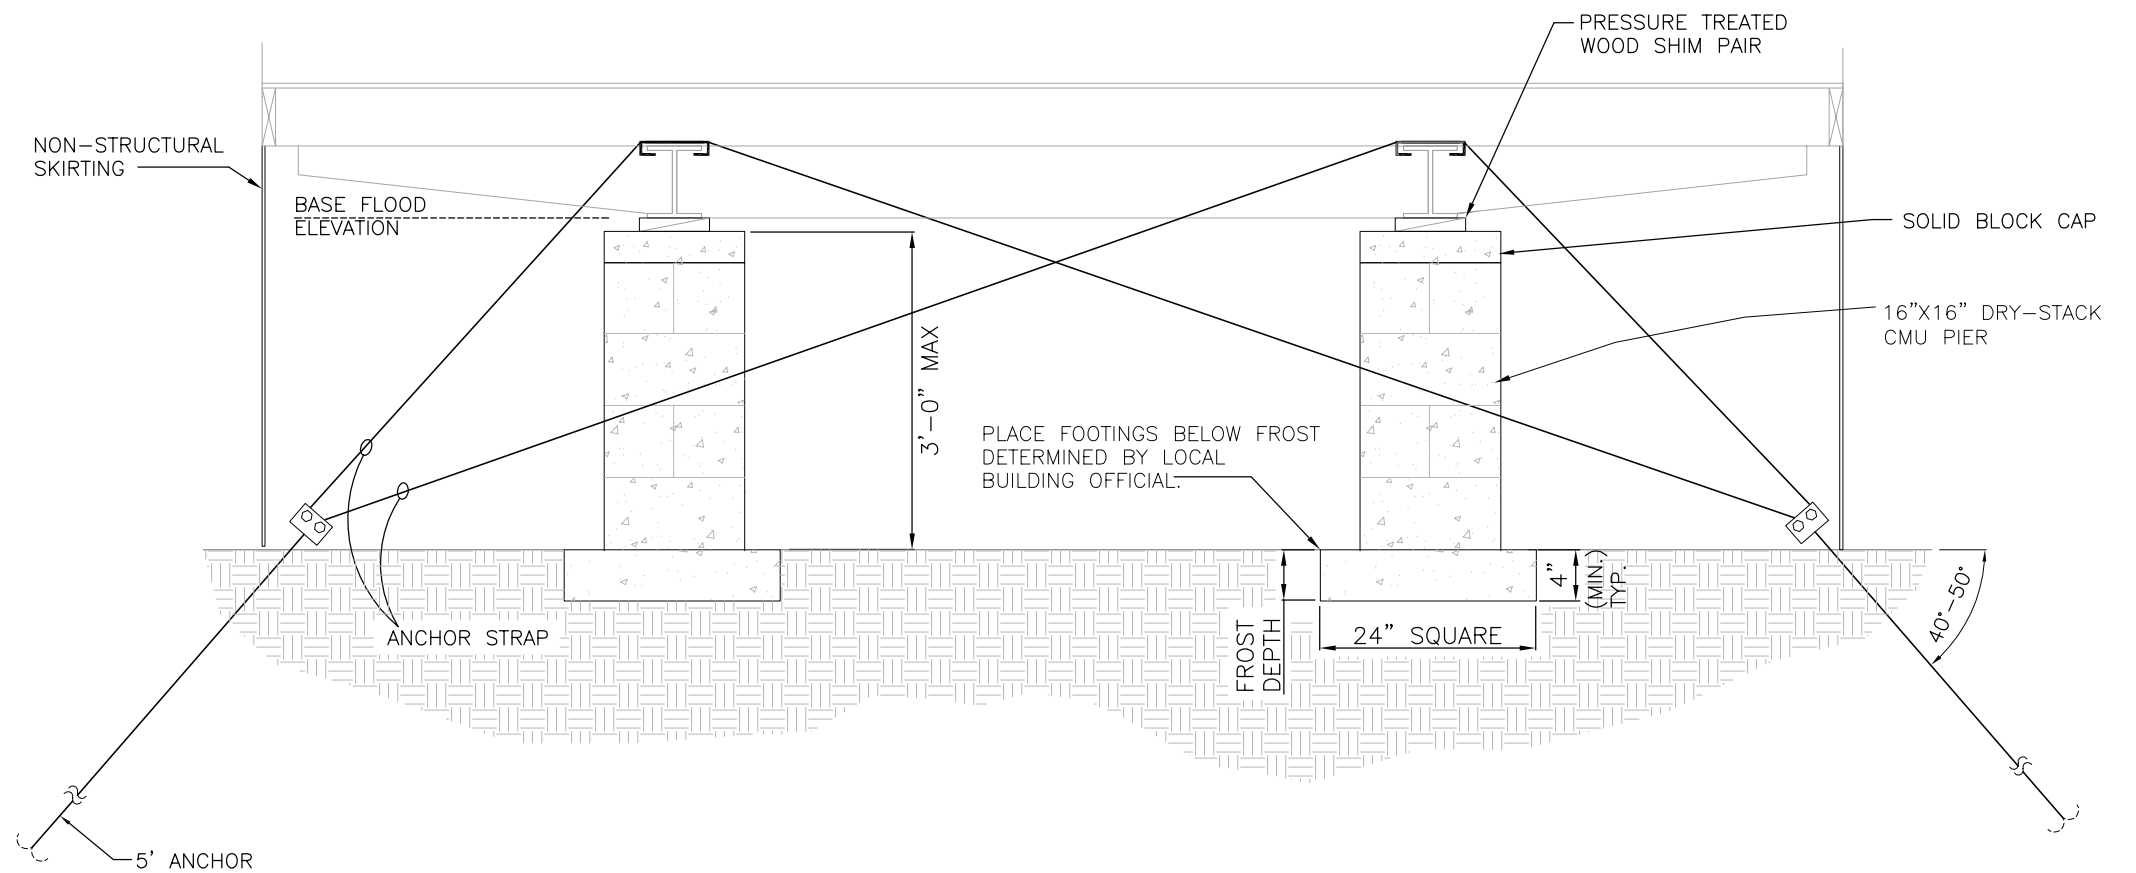 PRESSURE TREATED
WOOD SHIM PAIR
NON-STRUCTURAL
SKIRTING
BASE FLOOD
ELEVATION
SOLID BLOCK CAP
16”X16” DRY-STACK
CMU PIER
3’-0” MAX
PLACE FOOTINGS BELOW FROST
DETERMINED BY LOCAL
BUILDING OFFICIAL.
4”
(MIN.)
TYP.
40°-50°
ANCHOR STRAP
FROST
DEPTH
24” SQUARE
5’ ANCHOR